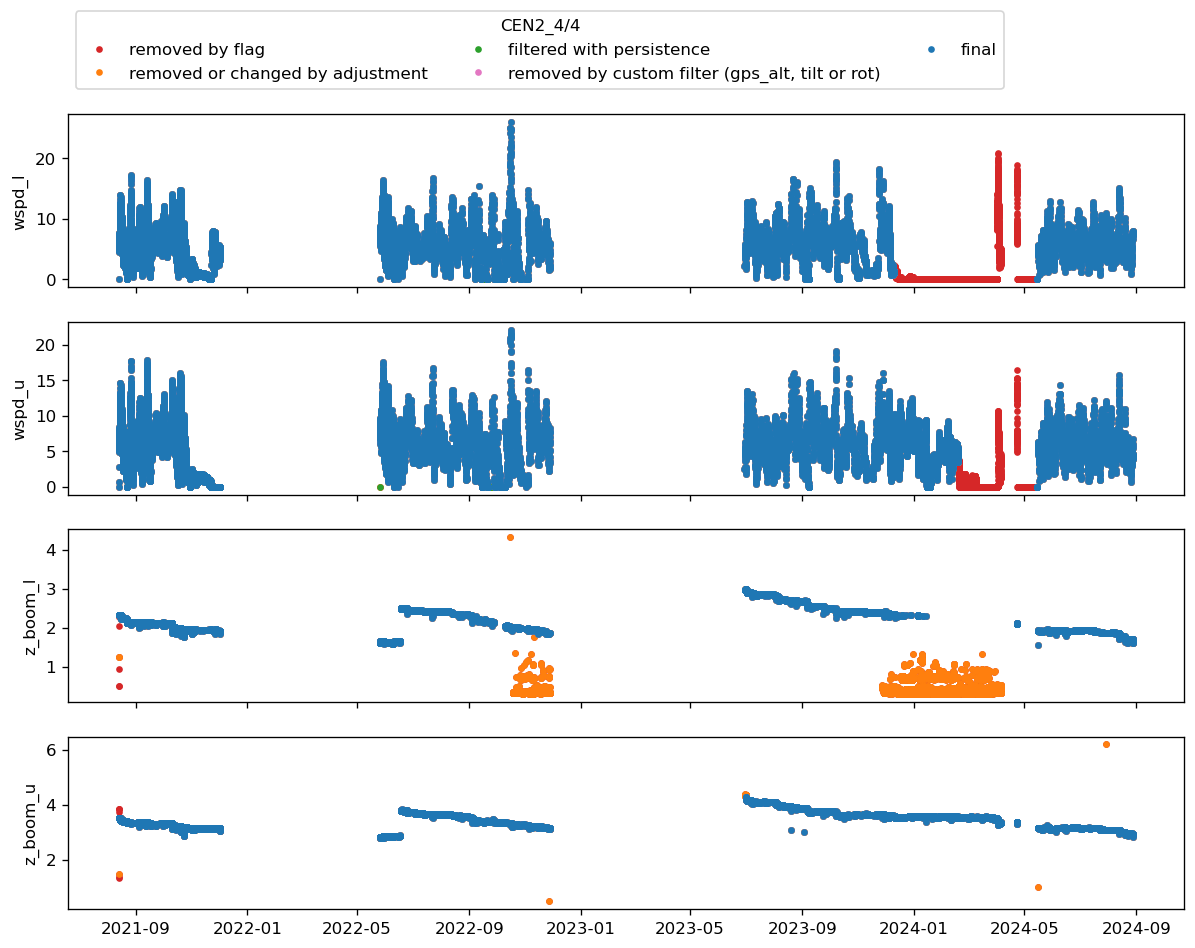 CEN2_4/4
removed by flag
filtered with persistence
final
removed or changed by adjustment
removed by custom filter (gps_alt, tilt or rot)
wspd_l
20
10
0
wspd_u
20
15
10
5
0
z_boom_l
4
3
2
1
z_boom_u
6
4
2
2021-09 2022-01 2022-05 2022-09 2023-01 2023-05 2023-09 2024-01 2024-05 2024-09